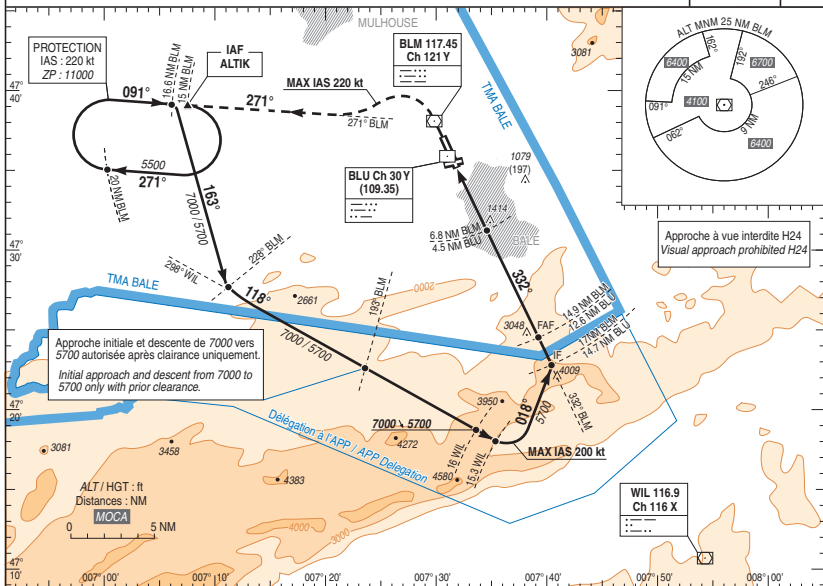 MULHOUSE
PROTECTION
IAS : 220 kt
ZP : 11000
IAF
ALTIK
16.6 NM BLM
15 NM BLM
091°
MAX IAS 220 kt
271°
271° BLM
BLM 117.45
Ch 121 Y
3081
TMA BALE
ALT MNM 25 NM BLM
162°
192°
6400
6700
15 NM
246°
091°
4100
062°
9 NM
6400
47°
40'
5500
271°
20 NM BLM
163°
7000 / 5700
BLU Ch 30 Y
(109.35)
1079
(197)
1414
BALE
6.8 NM BLM
4.5 NM BLU
Approche à vue interdite H24
Visual approach prohibited H24
47°
30'
298° WIL
228° BLM
118°
193° BLM
332°
TMA BALE
2661
2000
3048
FAF
14.9 NM BLM
12.6 NM BLU
17NM BLM
14.7 NM BLU
IF
4009
Approche initiale et descente de 7000 vers
5700 autorisée après clairance uniquement.
Initial approach and descent from 7000 to
5700 only with prior clearance.
7000 / 5700
3950
018°
5700
332° BLM
47°
20'
7000 5700
MAX IAS 200 kt
Délégation à l'APP / APP Delegation
3081
3458
4272
16 WIL
15.3 WIL
4580
4383
ALT / HGT : ft
Distances : NM
MOCA
0 5 NM
4000
3000
WIL 116.9
Ch 116 X
47°
10'
007° 00'
007° 10'
007° 20'
007° 30'
007° 40'
007° 50'
008° 00'